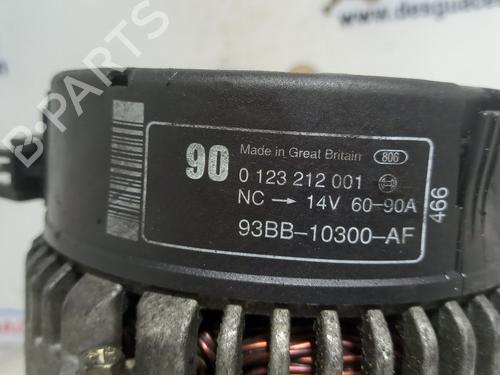 www.desguaces
B-PARTS
90
Made in Great Britain 806
0 123 212 001
NC → 14V 60-90A
93BB-10300-AF
466